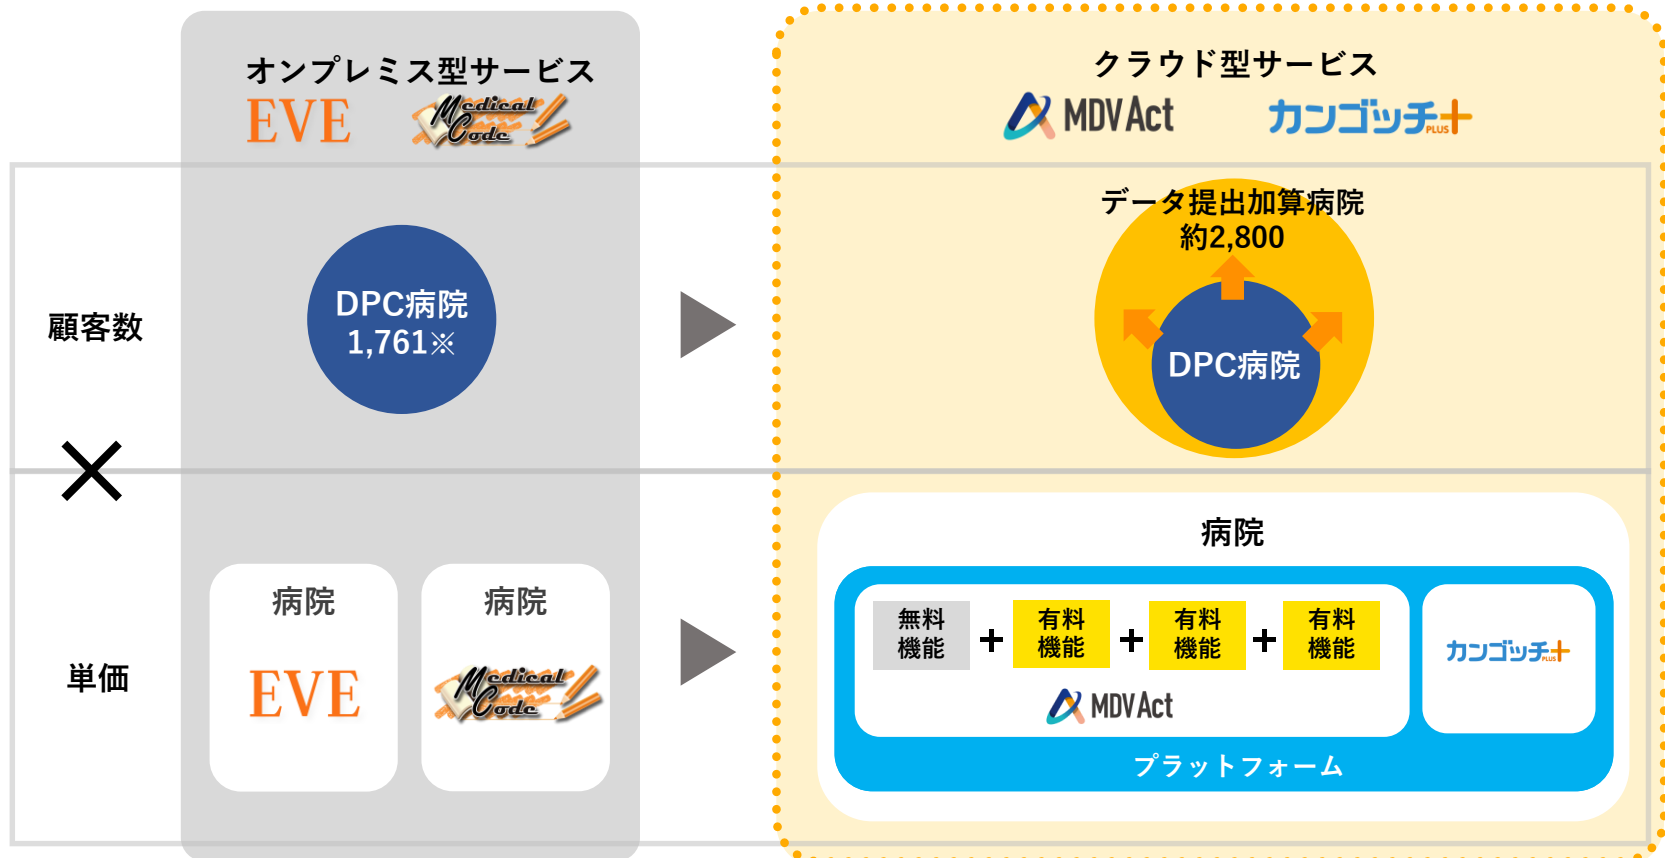 オンプレミス型サービス
EVE
Medical
Code
クラウド型サービス
MDV Act
カンゴッチ+
PLUS
顧客数
DPC病院
1,761※
データ提出加算病院
約2,800
DPC病院
×
単価
病院
EVE
病院
Medical
Code
病院
無料
機能
+
有料
機能
+
有料
機能
+
有料
機能
MDV Act
カンゴッチ+
PLUS
プラットフォーム